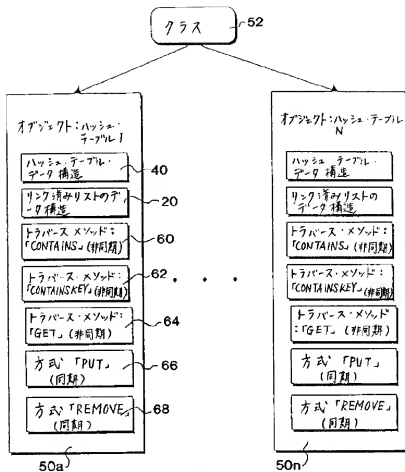 クラス
52
オブジェクト:ハッシュ・
テーブル1
ハッシュ・テーブル・
データ構造
40
リンク済みリストのデ
ータ構造
20
トラバース・メソッド:
「CONTAINS」(非同期)
60
トラバース・メソッド:
「CONTAINSKEY」(非同期)
62
トラバース・メソッド:
「GET」(非同期)
64
方式「PUT」
(同期)
66
方式「REMOVE」
(同期)
68
50a
・ ・ ・
オブジェクト:ハッシュ・テーブル
N
ハッシュ・テーブル・
データ構造
リンク済みリストの
データ構造
トラバース・メソッド:
「CONTAINS」(非同期)
トラバース・メソッド:
「CONTAINSKEY」(非同期)
トラバース・メソッド
:「GET」(非同期)
方式「PUT」
(同期)
方式「REMOVE」
(同期)
50n